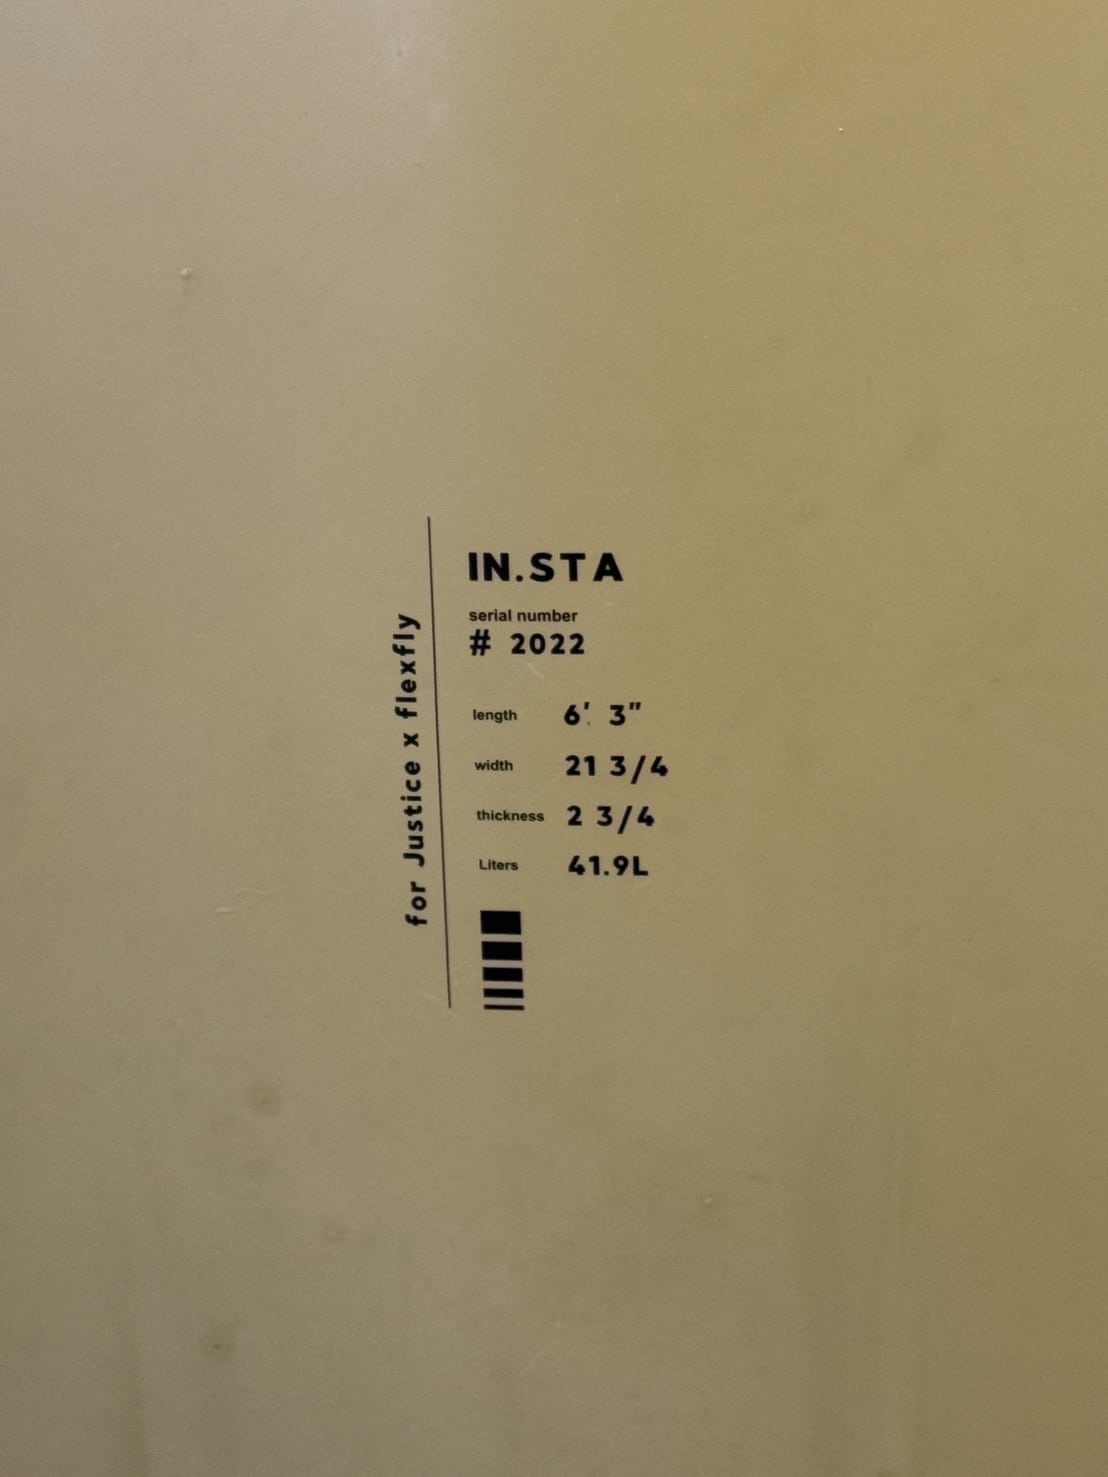 for Justice x flexfly
IN.STA
serial number
# 2022
length 6' 3"
width 21 3/4
thickness 2 3/4
Liters 41.9L